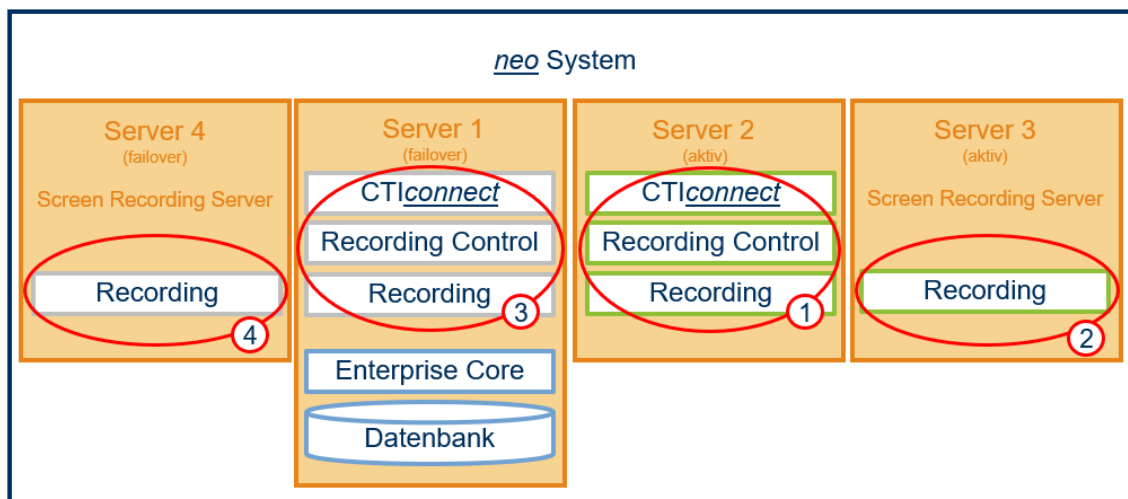 neo System
Server 4
(failover)
Screen Recording Server
Recording
4
Server 1
(failover)
CTIconnect
Recording Control
Recording
3
Enterprise Core
Datenbank
Server 2
(aktiv)
CTIconnect
Recording Control
Recording
1
Server 3
(aktiv)
Screen Recording Server
Recording
2